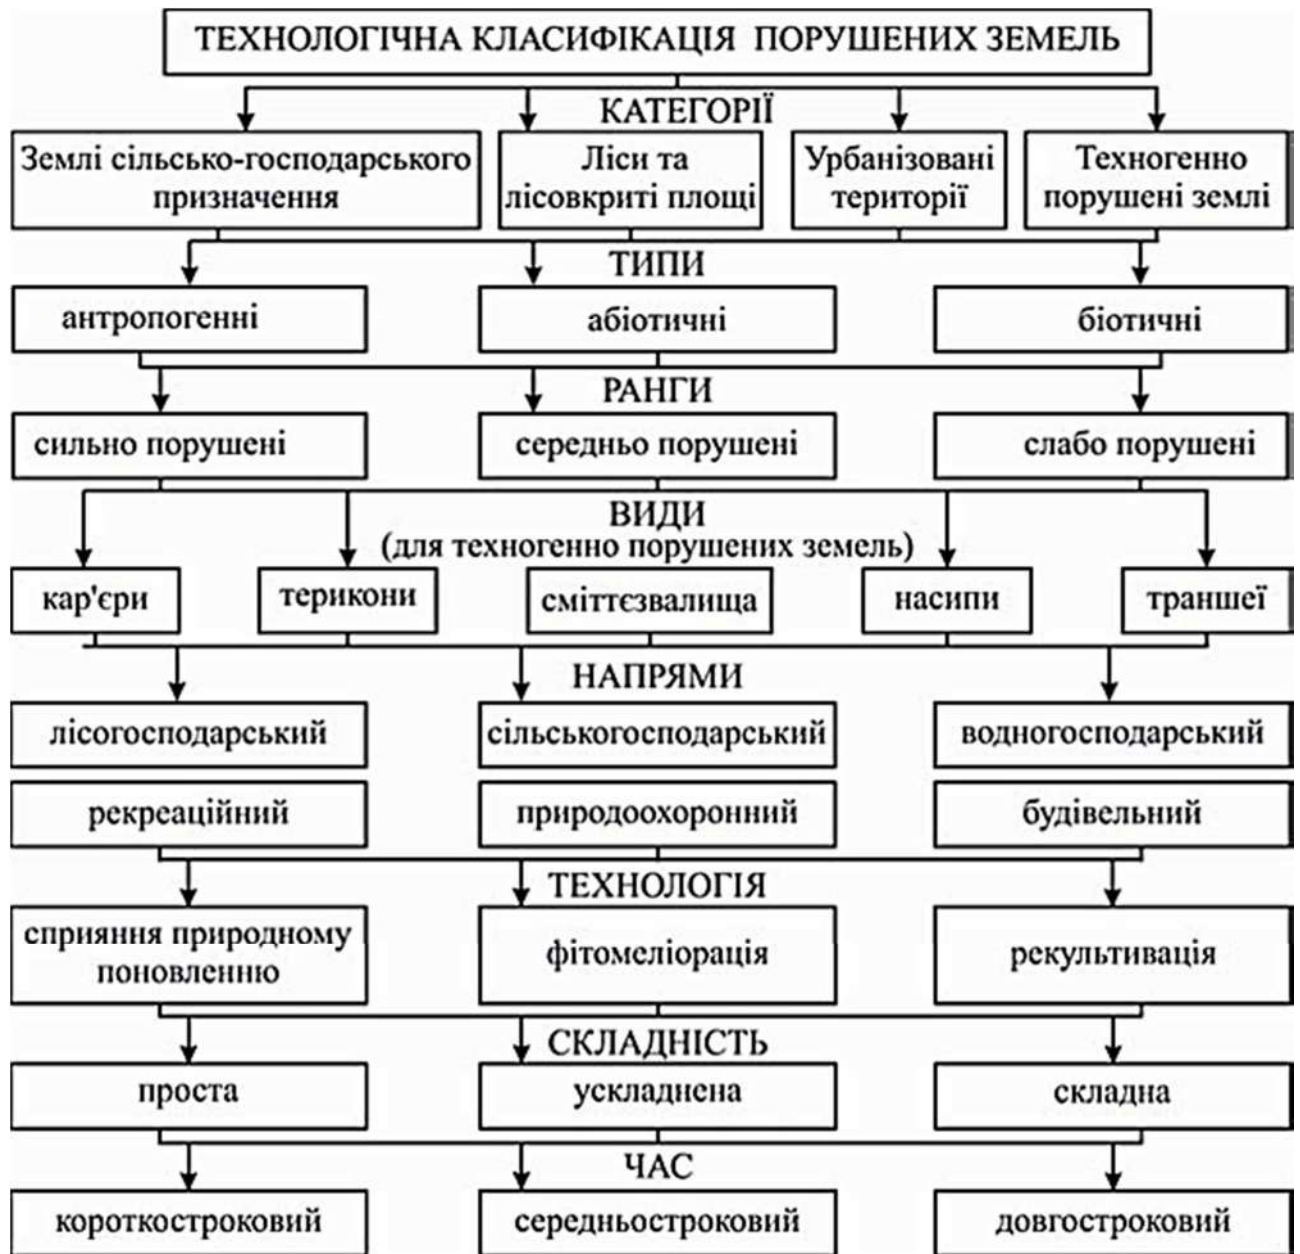 ТЕХНОЛОГІЧНА КЛАСИФІКАЦІЯ ПОРУШЕНИХ ЗЕМЕЛЬ
КАТЕГОРІЇ
Землі сільсько-господарського
призначення
Ліси та
лісовкриті площі
Урбанізовані
території
Техногенно
порушені землі
ТИПИ
антропогенні
абіотичні
біотичні
РАНГИ
сильно порушені
середньо порушені
слабо порушені
ВИДИ
(для техногенно порушених земель)
кар'єри
терикони
сміттєзвалища
насипи
траншеї
НАПРЯМИ
лісогосподарський
сільськогосподарський
водногосподарський
рекреаційний
природоохоронний
будівельний
ТЕХНОЛОГІЯ
сприяння природному
поновленню
фітомеліорація
рекультивація
СКЛАДНІСТЬ
проста
ускладнена
складна
ЧАС
короткостроковий
середньостроковий
довгостроковий